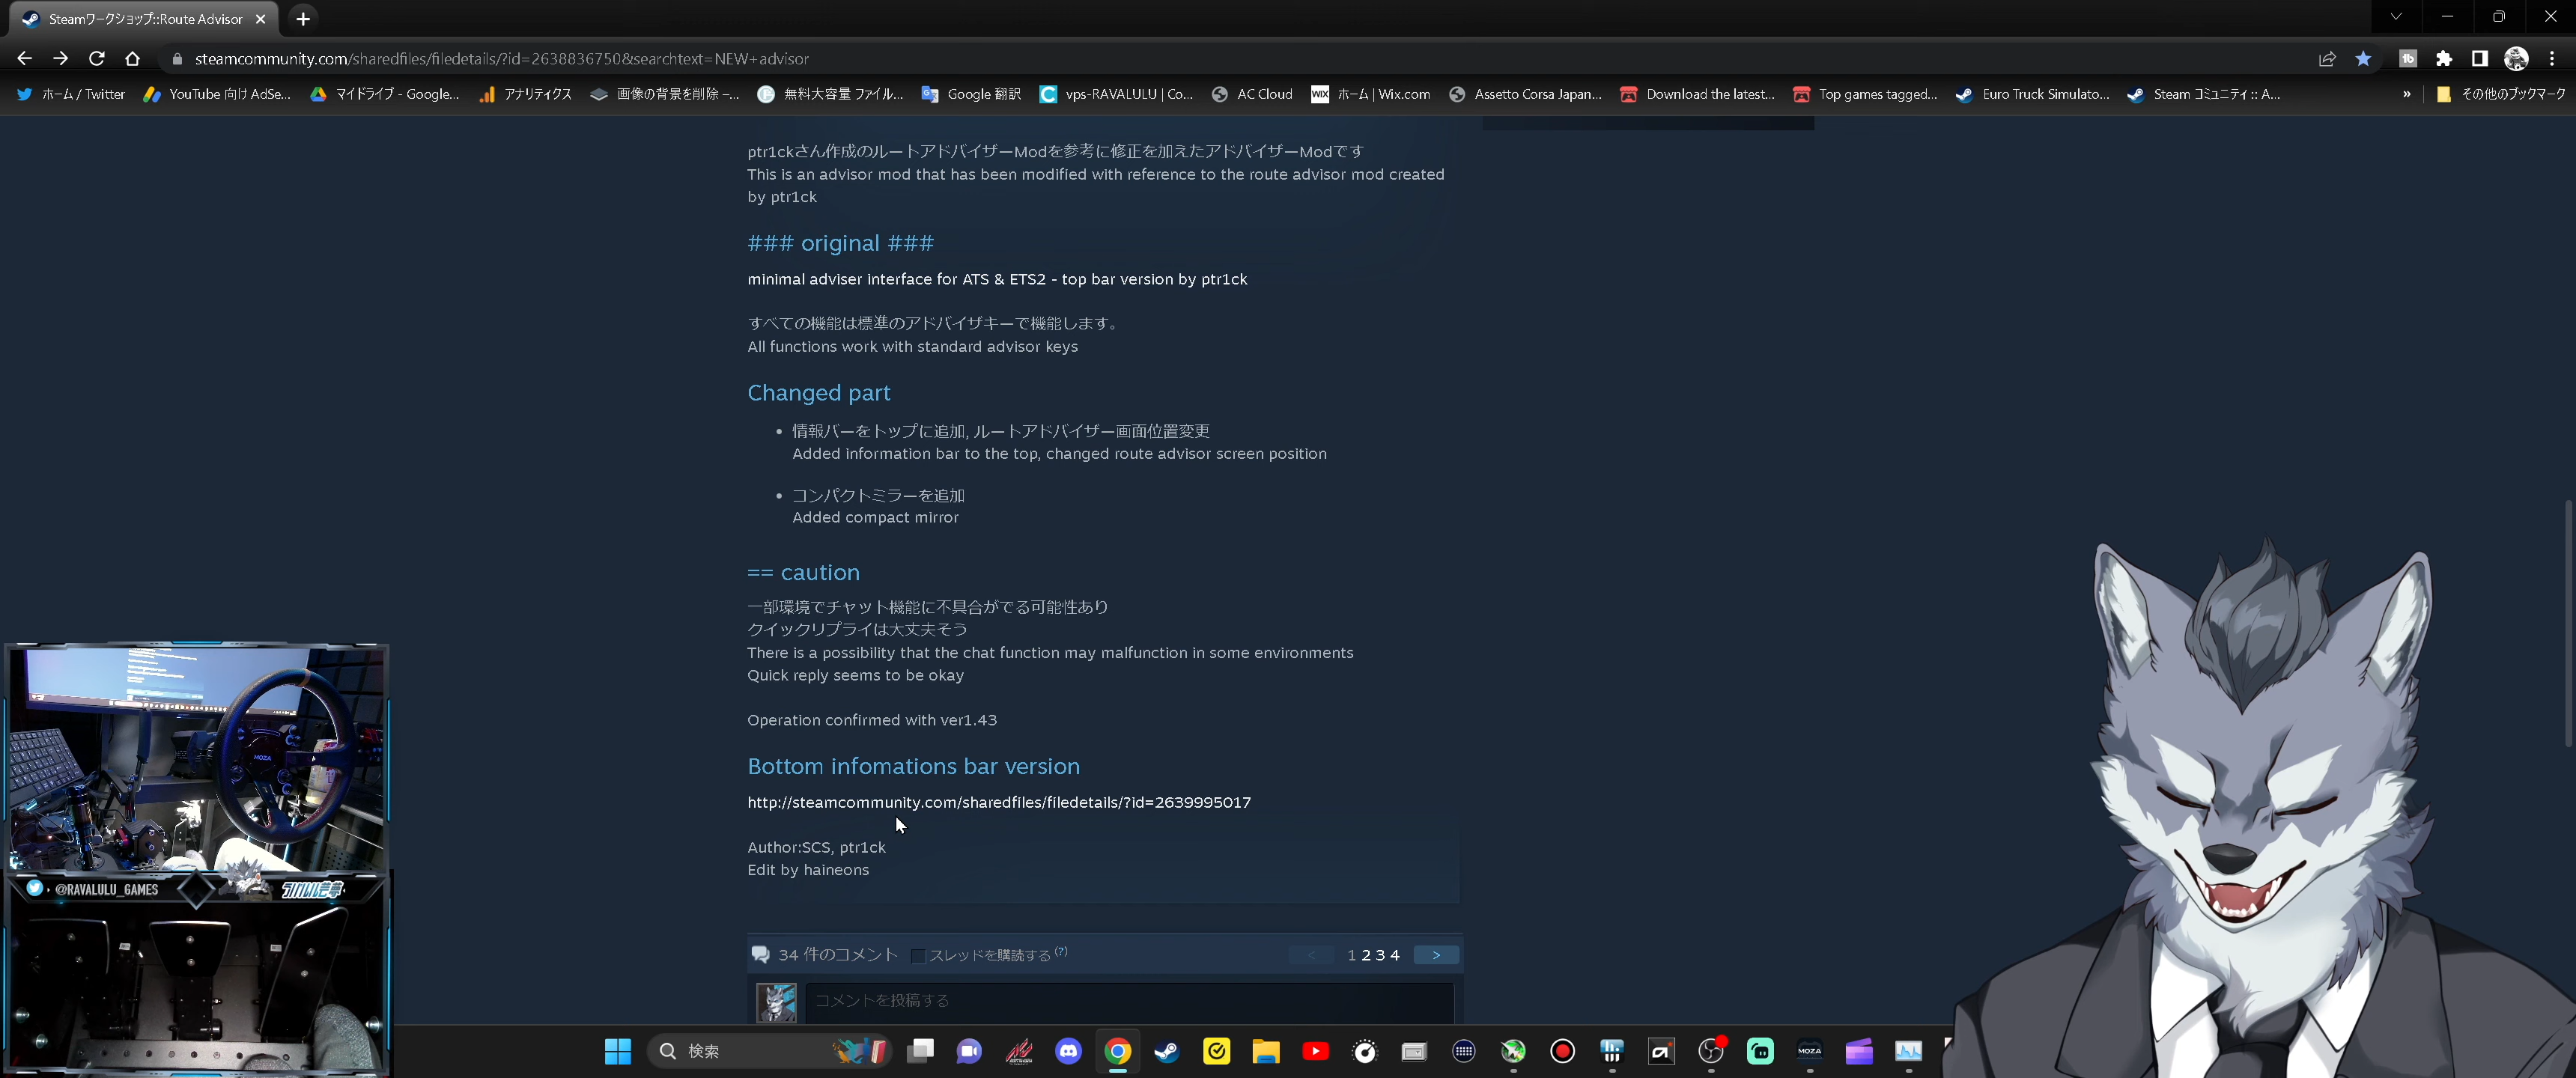 Steamワークショップ::Route Advisor
steamcommunity.com/sharedfiles/filedetails/?id=2638836750&searchtext=NEW+advisor
ホーム / Twitter
YouTube 向け AdSe...
マイドライブ - Google...
アナリティクス
画像の背景を削除 –...
無料大容量 ファイル...
Google 翻訳
vps-RAVALULU | Co...
AC Cloud
WIX
ホーム | Wix.com
Assetto Corsa Japan...
Download the latest...
Top games tagged...
Euro Truck Simulato...
Steam コミュニティ :: A...
»
その他のブックマーク
ptr1ckさん作成のルートアドバイザーModを参考に修正を加えたアドバイザーModです
This is an advisor mod that has been modified with reference to the route advisor mod created
by ptr1ck
### original ###
minimal adviser interface for ATS & ETS2 - top bar version by ptr1ck
すべての機能は標準のアドバイザキーで機能します。
All functions work with standard advisor keys
Changed part
• 情報バーをトップに追加, ルートアドバイザー画面位置変更
Added information bar to the top, changed route advisor screen position
• コンパクトミラーを追加
Added compact mirror
== caution
一部環境でチャット機能に不具合がでる可能性あり
クイックリプライは大丈夫そう
There is a possibility that the chat function may malfunction in some environments
Quick reply seems to be okay
Operation confirmed with ver1.43
Bottom infomations bar version
http://steamcommunity.com/sharedfiles/filedetails/?id=2639995017
Author:SCS, ptr1ck
Edit by haineons
34 件のコメント
スレッドを購読する (?)
< 1 2 3 4 >
コメントを投稿する
MOZA
@RAVALULU_GAMES
検索
MOZA